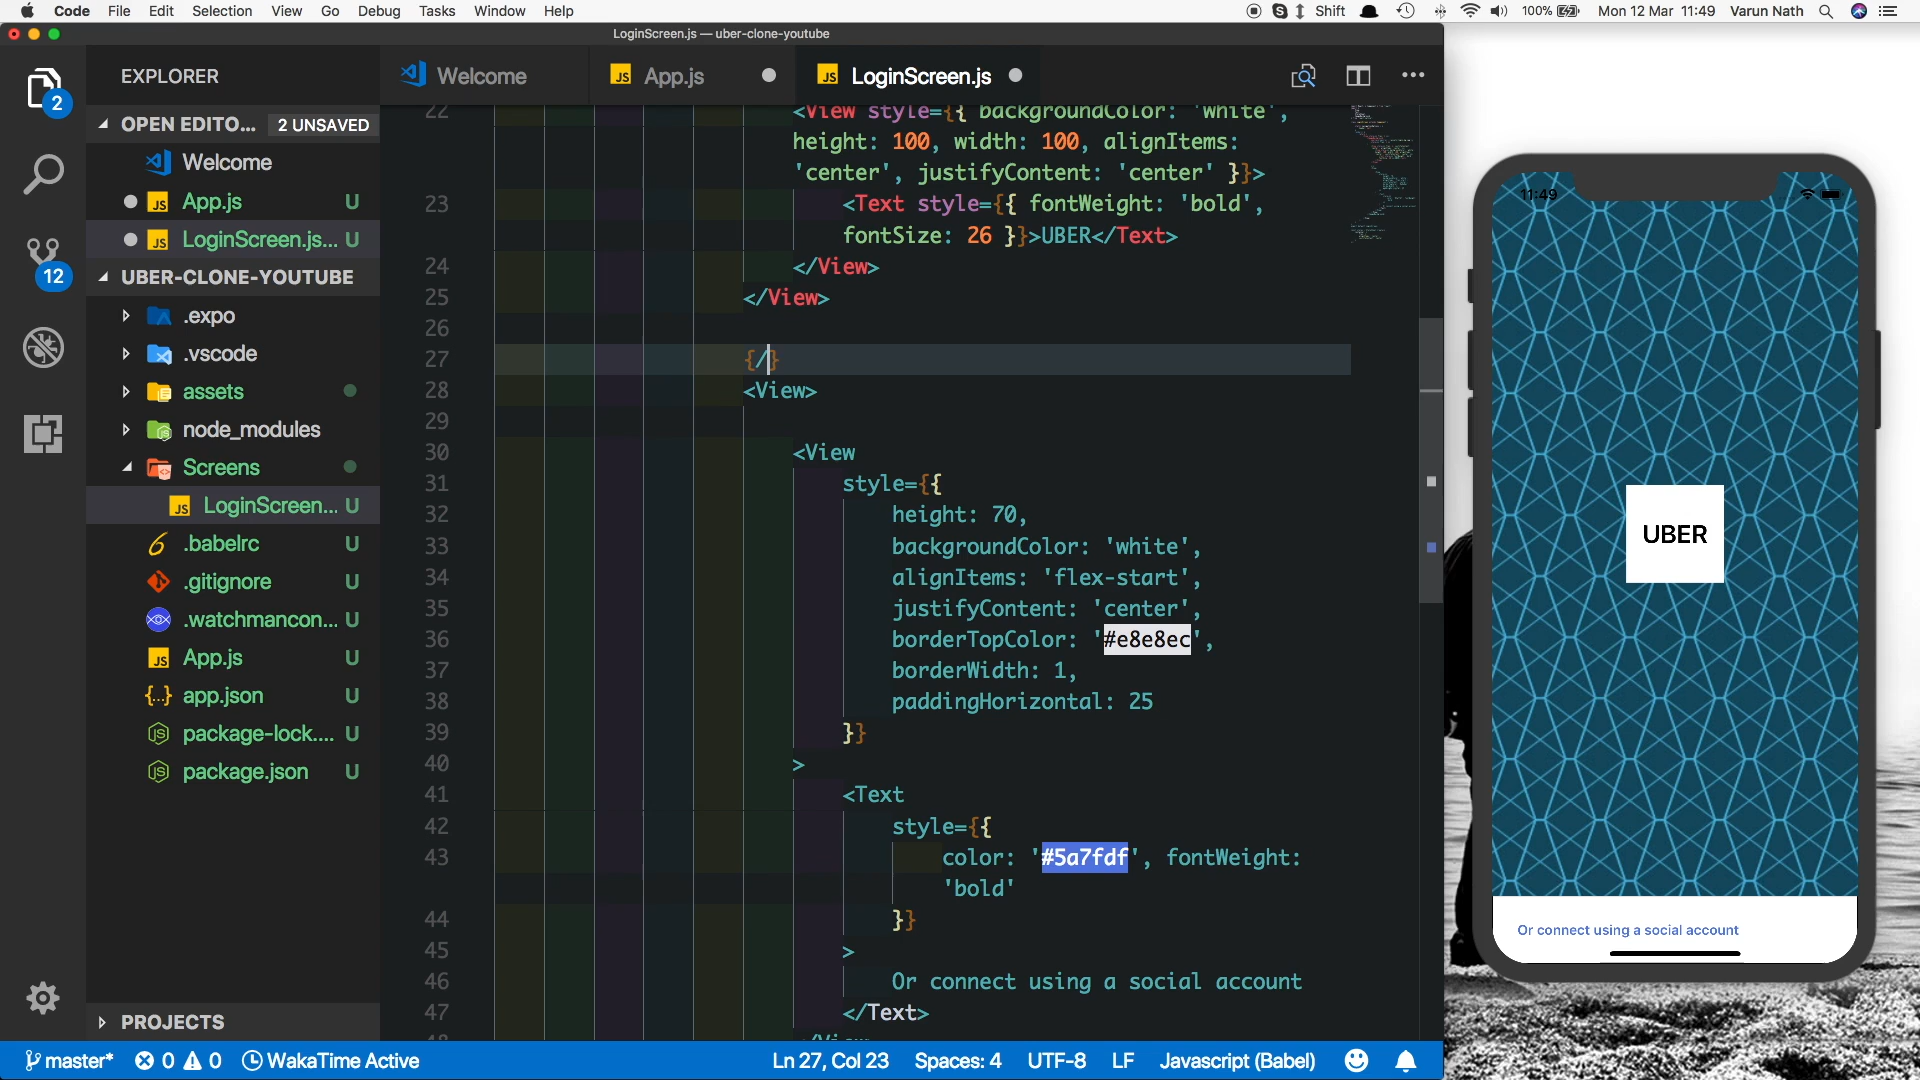 Code File Edit Selection View Go Debug Tasks Window Help
Shift 100% Mon 12 Mar 11:49 Varun Nath
LoginScreen.js — uber-clone-youtube
EXPLORER
Welcome
App.js
LoginScreen.js
OPEN EDITO... 2 UNSAVED
Welcome
App.js U
LoginScreen.js... U
UBER-CLONE-YOUTUBE
.expo
.vscode
assets
node_modules
Screens
LoginScreen... U
.babelrc U
.gitignore U
.watchmancon... U
App.js U
app.json U
package-lock.... U
package.json U
PROJECTS
2
12
22 <View style={{ backgroundColor: 'white',
height: 100, width: 100, alignItems:
'center', justifyContent: 'center' }}>
23 <Text style={{ fontWeight: 'bold',
fontSize: 26 }}>UBER</Text>
24 </View>
25 </View>
26
27 {/}
28 <View>
29
30 <View
31 style={{
32 height: 70,
33 backgroundColor: 'white',
34 alignItems: 'flex-start',
35 justifyContent: 'center',
36 borderTopColor: '#e8e8ec',
37 borderWidth: 1,
38 paddingHorizontal: 25
39 }}
40 >
41 <Text
42 style={{
43 color: '#5a7fdf', fontWeight:
'bold'
44 }}
45 >
46 Or connect using a social account
47 </Text>
48 </View>
11:49
UBER
Or connect using a social account
master* 0 0 WakaTime Active Ln 27, Col 23 Spaces: 4 UTF-8 LF Javascript (Babel)